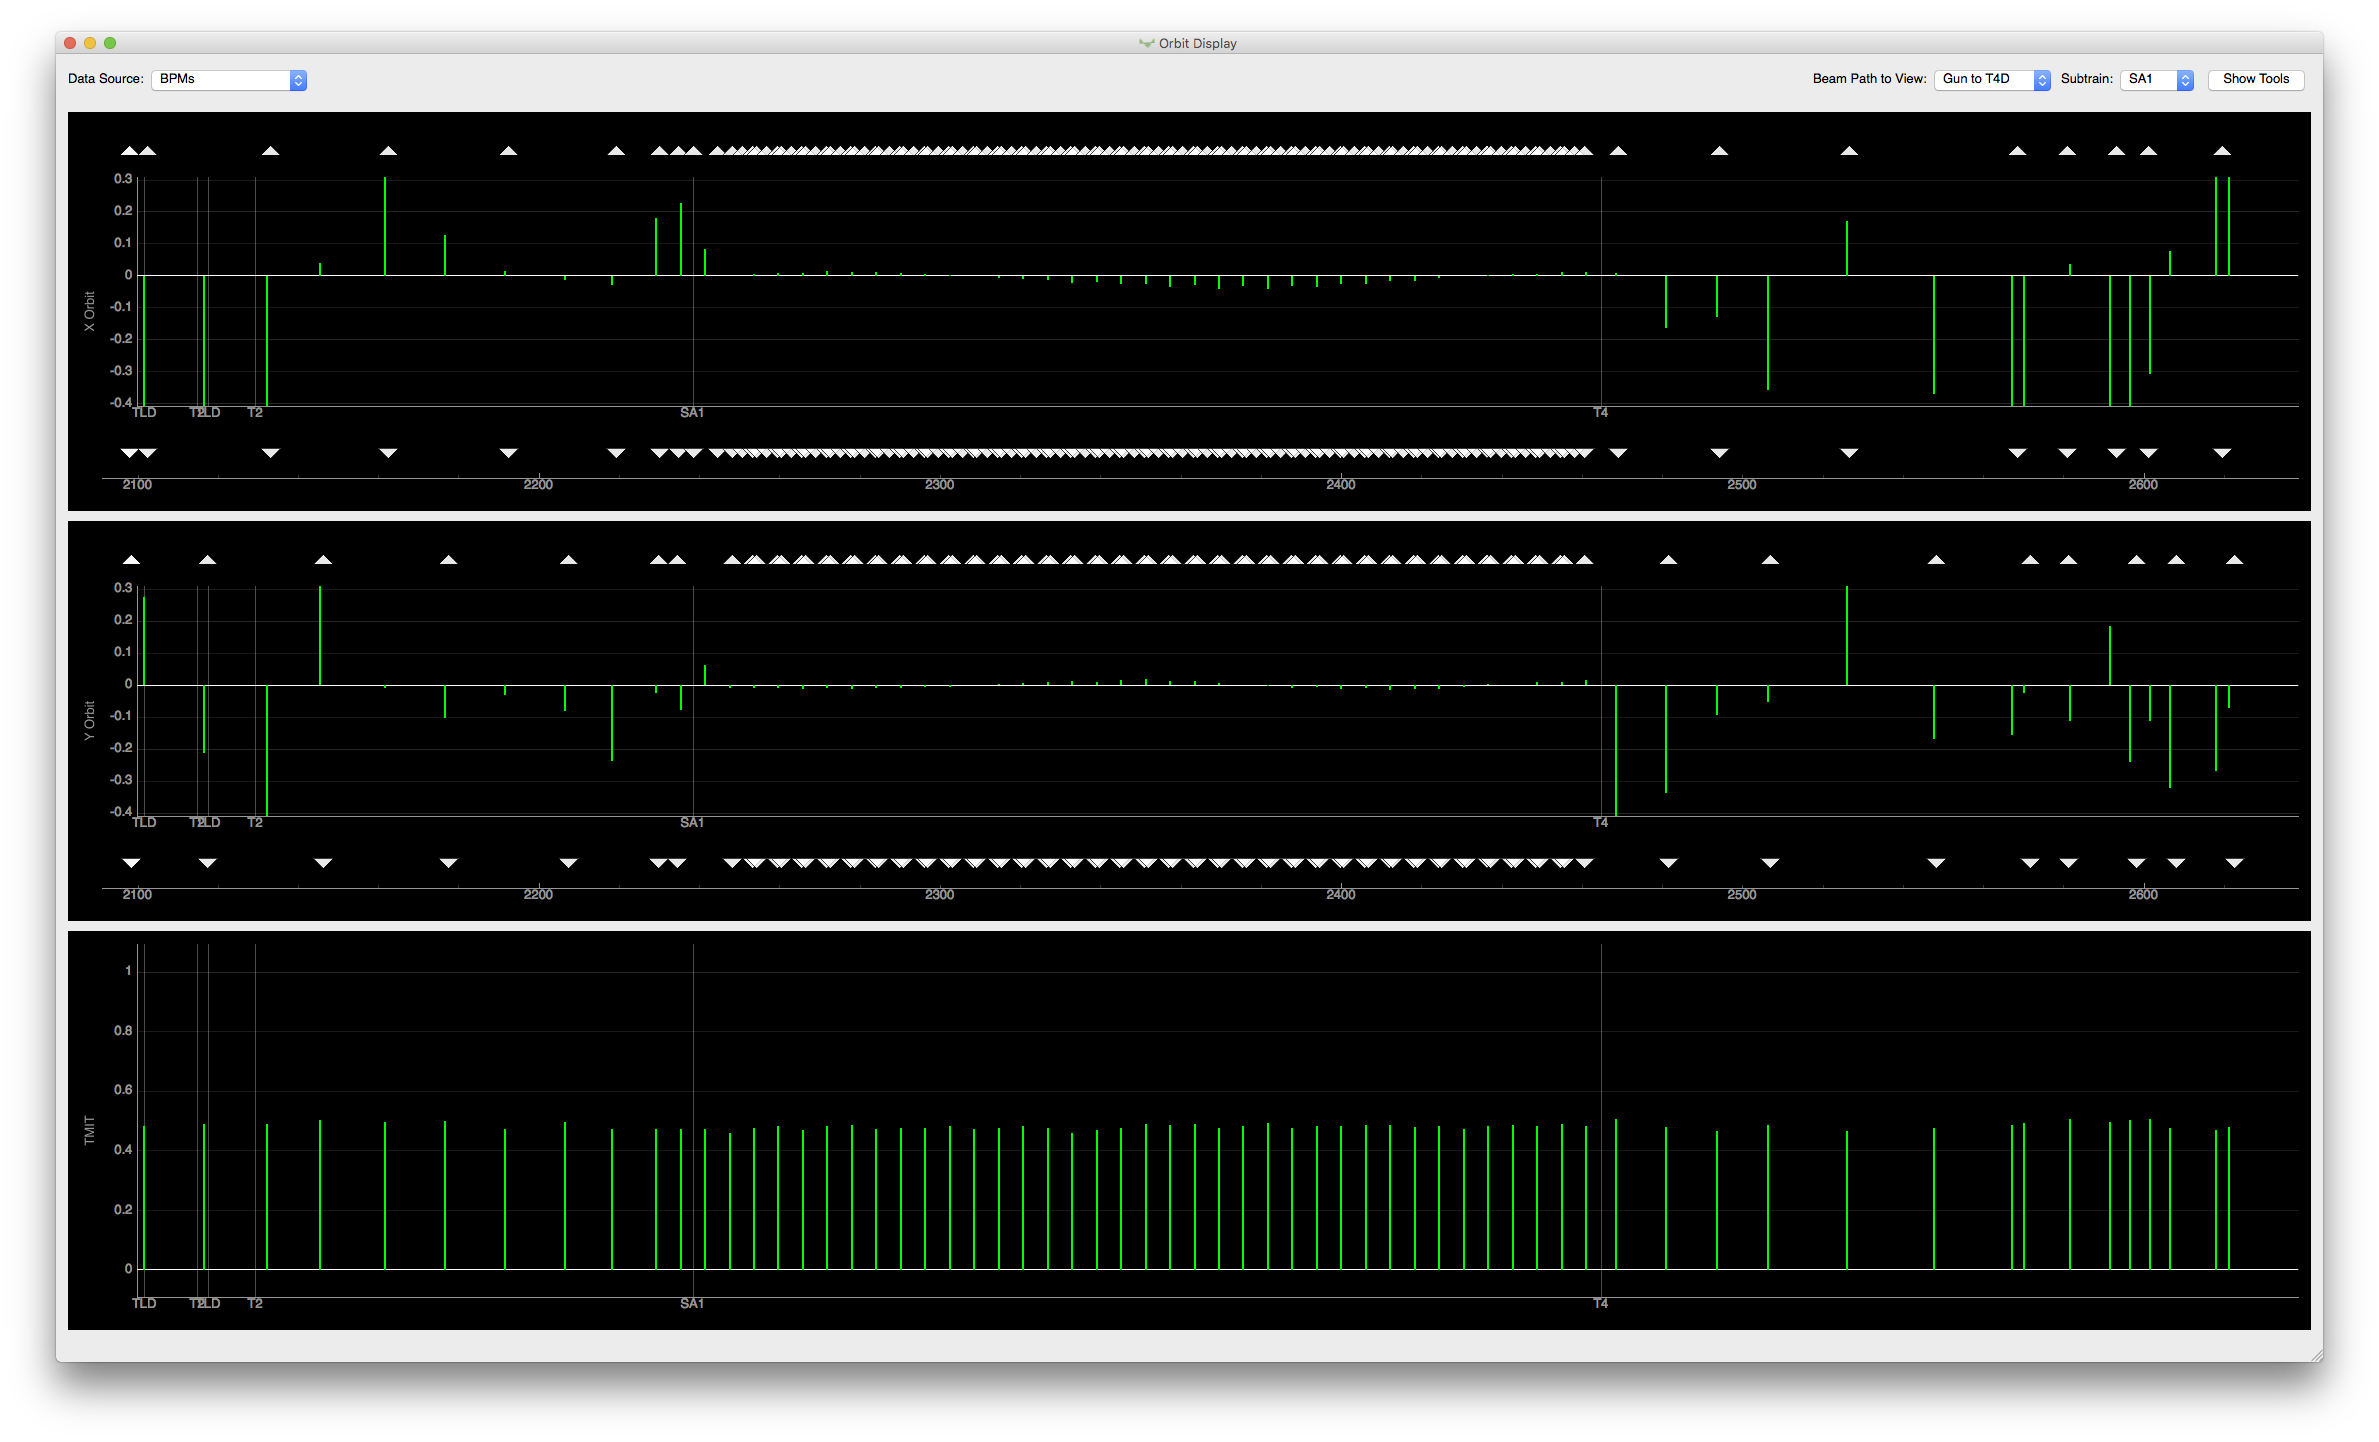 Orbit Display
Data Source: BPMs Beam Path to View: Gun to T4D Subtrain: SA1 Show Tools
0.3
0.2
0.1
0
-0.1
-0.2
-0.3
-0.4
X Orbit
TLD TLD T2 SA1 T4
2100 2200 2300 2400 2500 2600
0.3
0.2
0.1
0
-0.1
-0.2
-0.3
-0.4
Y Orbit
TLD TLD T2 SA1 T4
2100 2200 2300 2400 2500 2600
1
0.8
0.6
0.4
0.2
0
TMIT
TLD TLD T2 SA1 T4